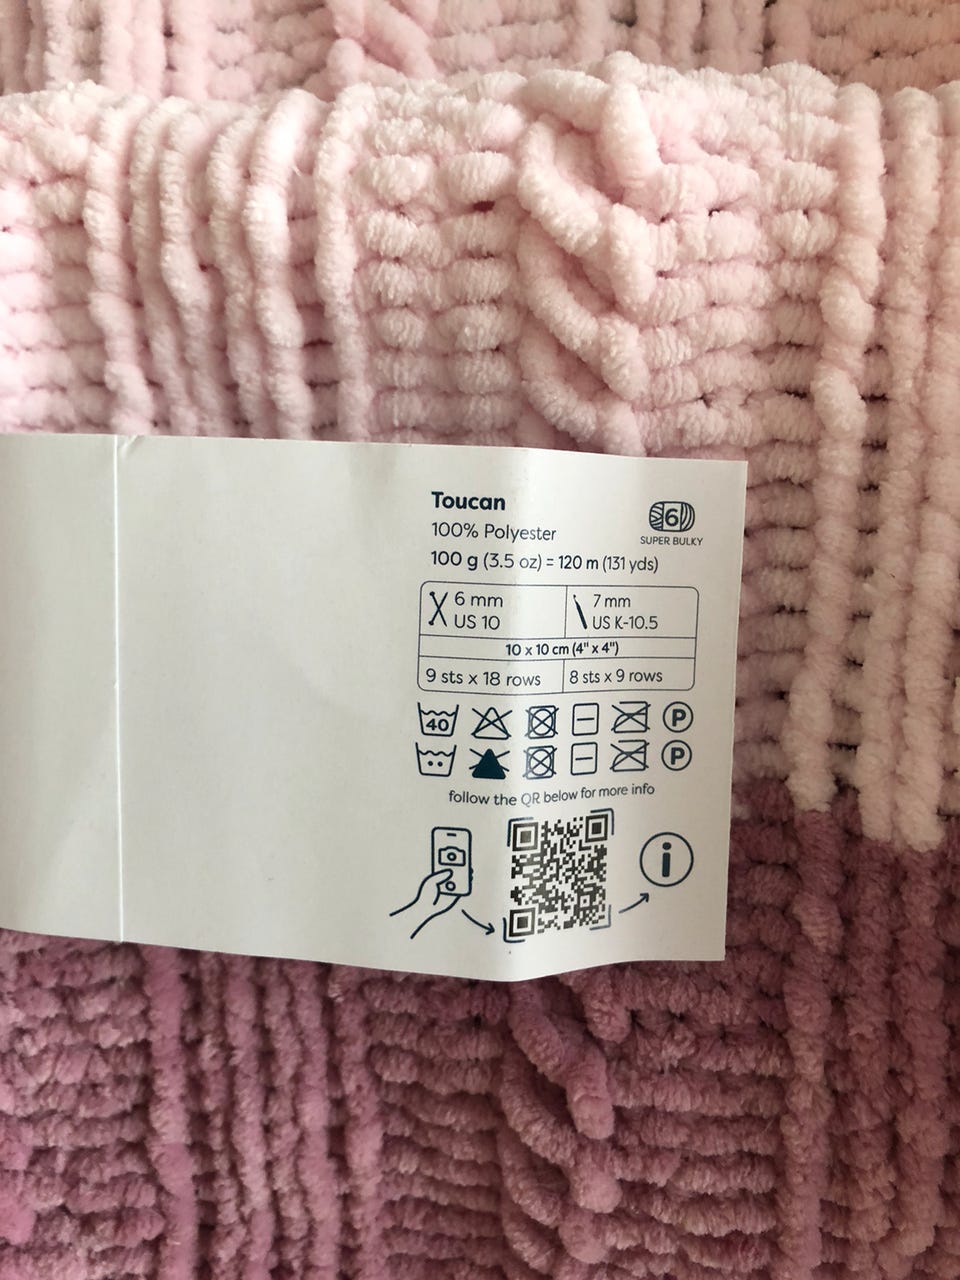 Toucan
100% Polyester
100 g (3.5 oz) = 120 m (131 yds)
6
SUPER BULKY
6 mm
US 10
7 mm
US K-10.5
10 x 10 cm (4" x 4")
9 sts x 18 rows
8 sts x 9 rows
40
P
P
follow the QR below for more info
i